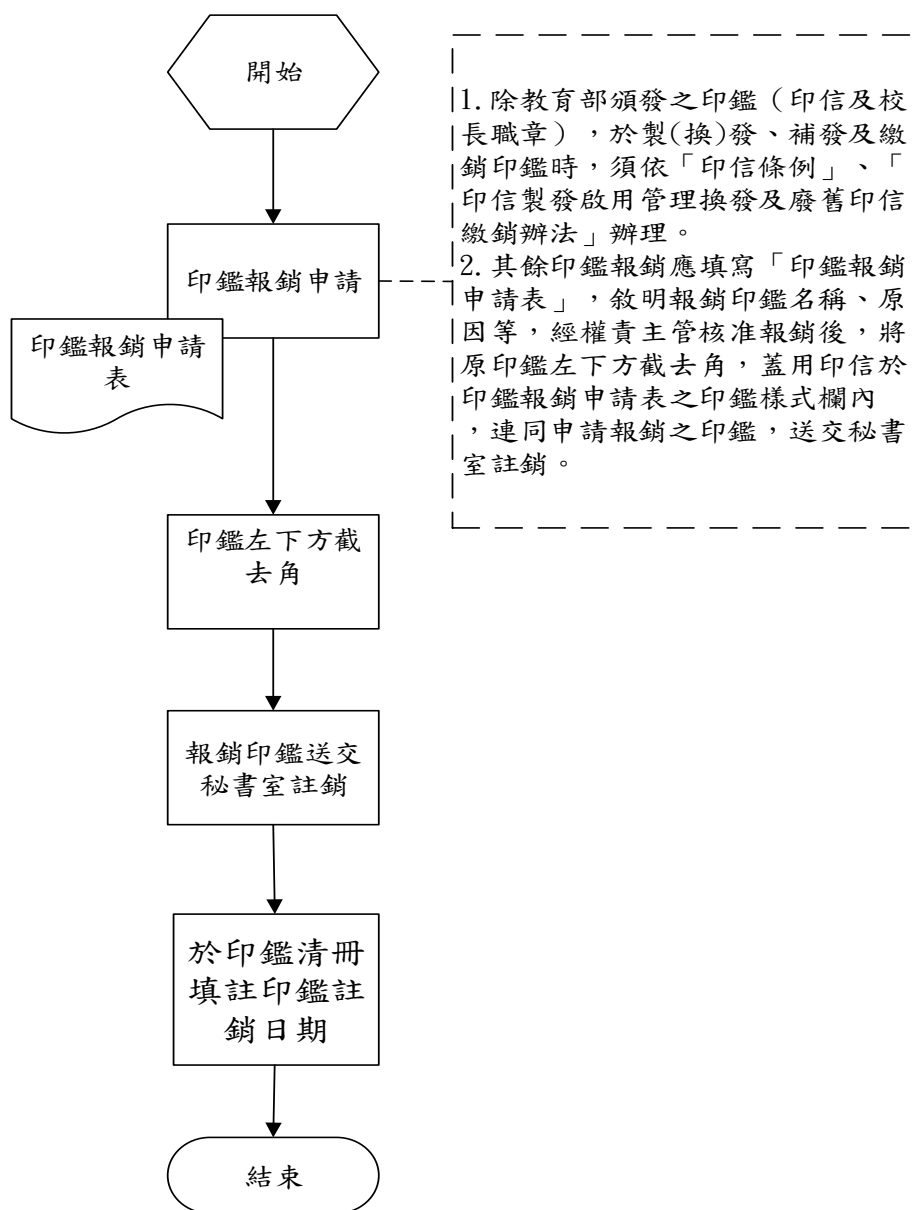 開始
1.除教育部頒發之印鑑（印信及校
長職章），於製(換)發、補發及繳
銷印鑑時，須依「印信條例」、「
印信製發啟用管理換發及廢舊印信
繳銷辦法」辦理。
2.其餘印鑑報銷應填寫「印鑑報銷
申請表」，敘明報銷印鑑名稱、原
因等，經權責主管核准報銷後，將
原印鑑左下方截去角，蓋用印信於
印鑑報銷申請表之印鑑樣式欄內
，連同申請報銷之印鑑，送交秘書
室註銷。
印鑑報銷申請
印鑑報銷申請
表
印鑑左下方截
去角
報銷印鑑送交
秘書室註銷
於印鑑清冊
填註印鑑註
銷日期
結束